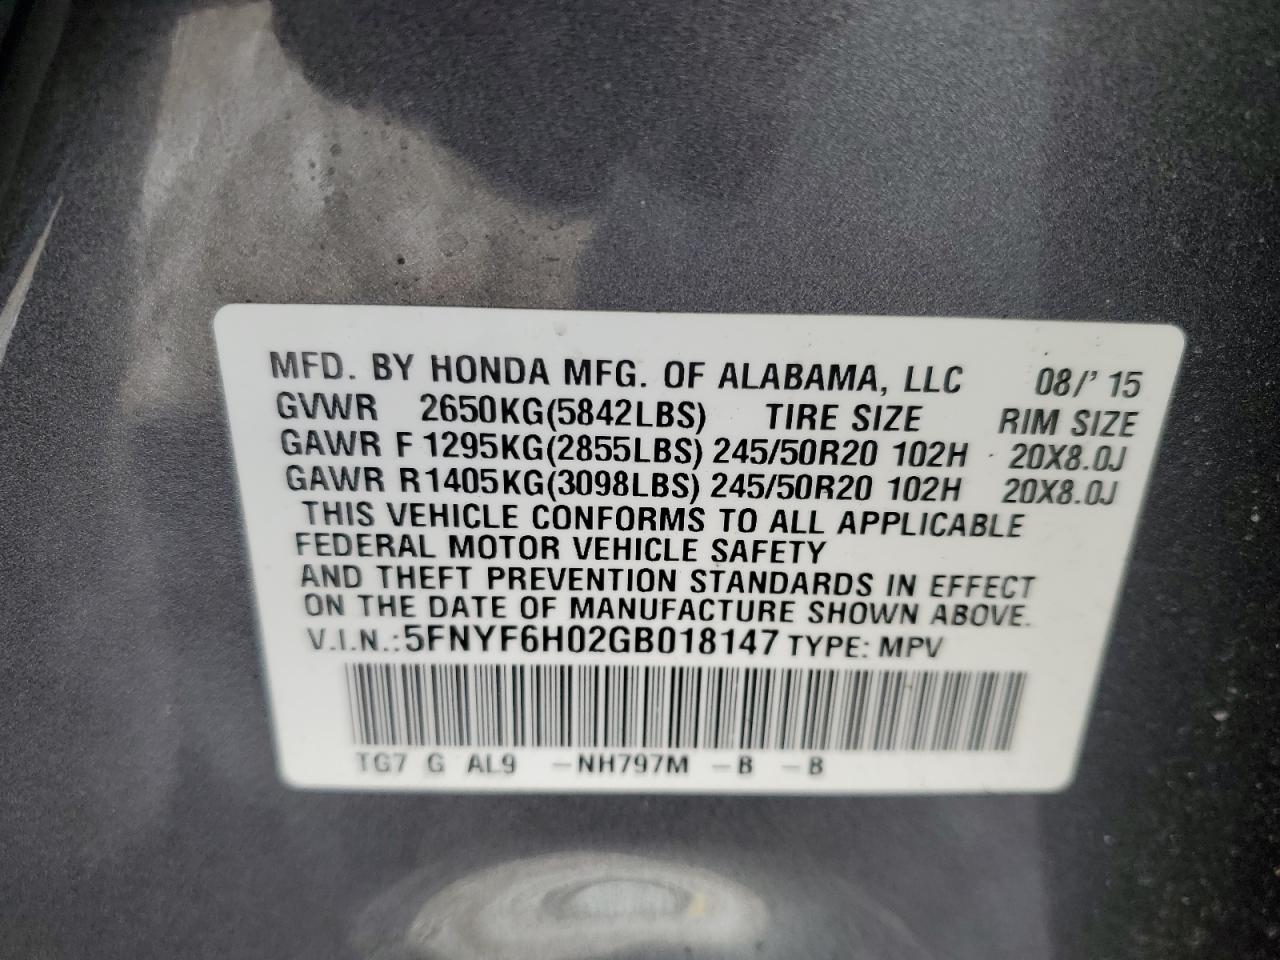 MFD. BY HONDA MFG. OF ALABAMA, LLC 08/'15
GVWR 2650KG(5842LBS) TIRE SIZE RIM SIZE
GAWR F 1295KG(2855LBS) 245/50R20 102H 20X8.0J
GAWR R1405KG(3098LBS) 245/50R20 102H 20X8.0J
THIS VEHICLE CONFORMS TO ALL APPLICABLE
FEDERAL MOTOR VEHICLE SAFETY
AND THEFT PREVENTION STANDARDS IN EFFECT
ON THE DATE OF MANUFACTURE SHOWN ABOVE.
V.I.N.:5FNYF6H02GB018147 TYPE: MPV
TG7 G AL9 -NH797M -B -B